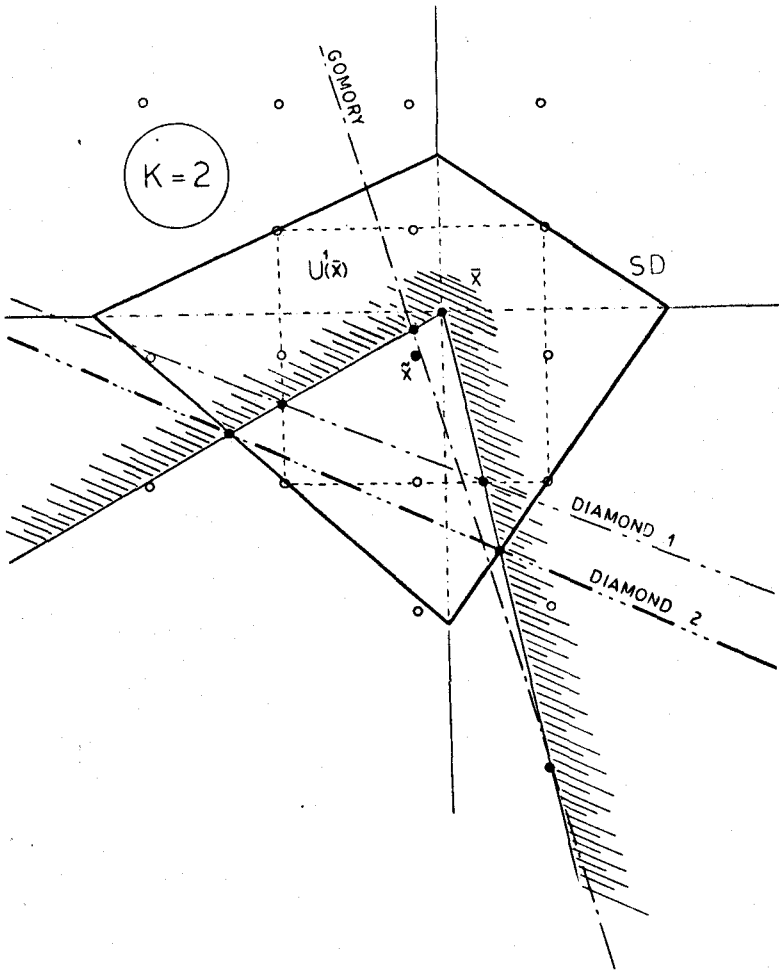 GOMORY
K = 2
U¹(x̄)
x̄
SD
x̃
DIAMOND 1
DIAMOND 2